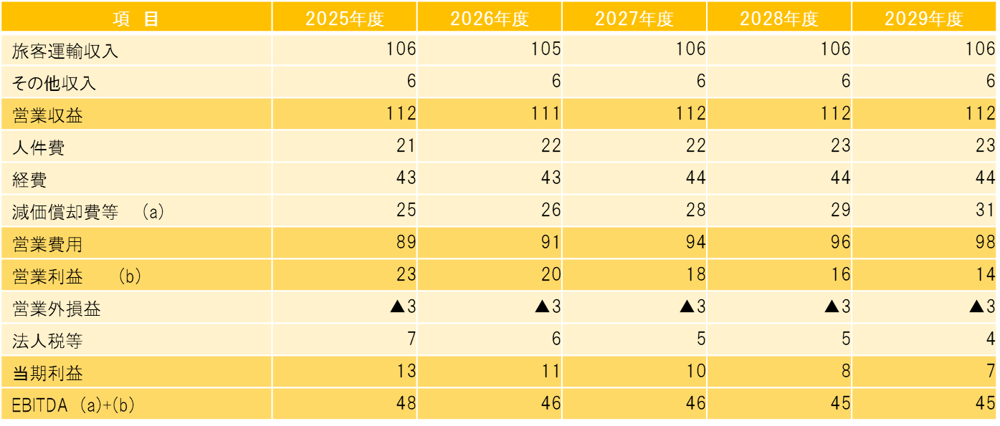 項 目 2025年度 2026年度 2027年度 2028年度 2029年度
旅客運輸収入 106 105 106 106 106
その他収入 6 6 6 6 6
営業収益 112 111 112 112 112
人件費 21 22 22 23 23
経費 43 43 44 44 44
減価償却費等 (a) 25 26 28 29 31
営業費用 89 91 94 96 98
営業利益 (b) 23 20 18 16 14
営業外損益 ▲3 ▲3 ▲3 ▲3 ▲3
法人税等 7 6 5 5 4
当期利益 13 11 10 8 7
EBITDA (a)+(b) 48 46 46 45 45